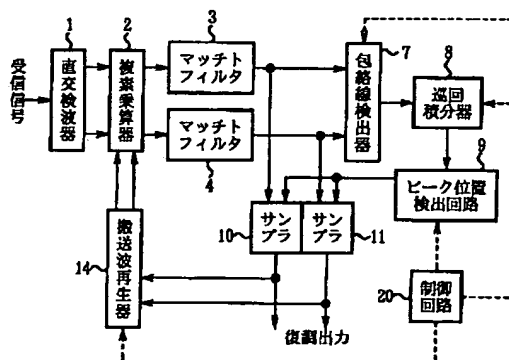 受信信号
1
直交検波器
2
複素乗算器
3
マッチト
フィルタ
マッチト
フィルタ
4
7
包絡線検出器
8
巡回
積分器
9
ピーク位置
検出回路
サン
プラ
10
サン
プラ
11
搬送波再生器
14
制御
回路
20
復調出力